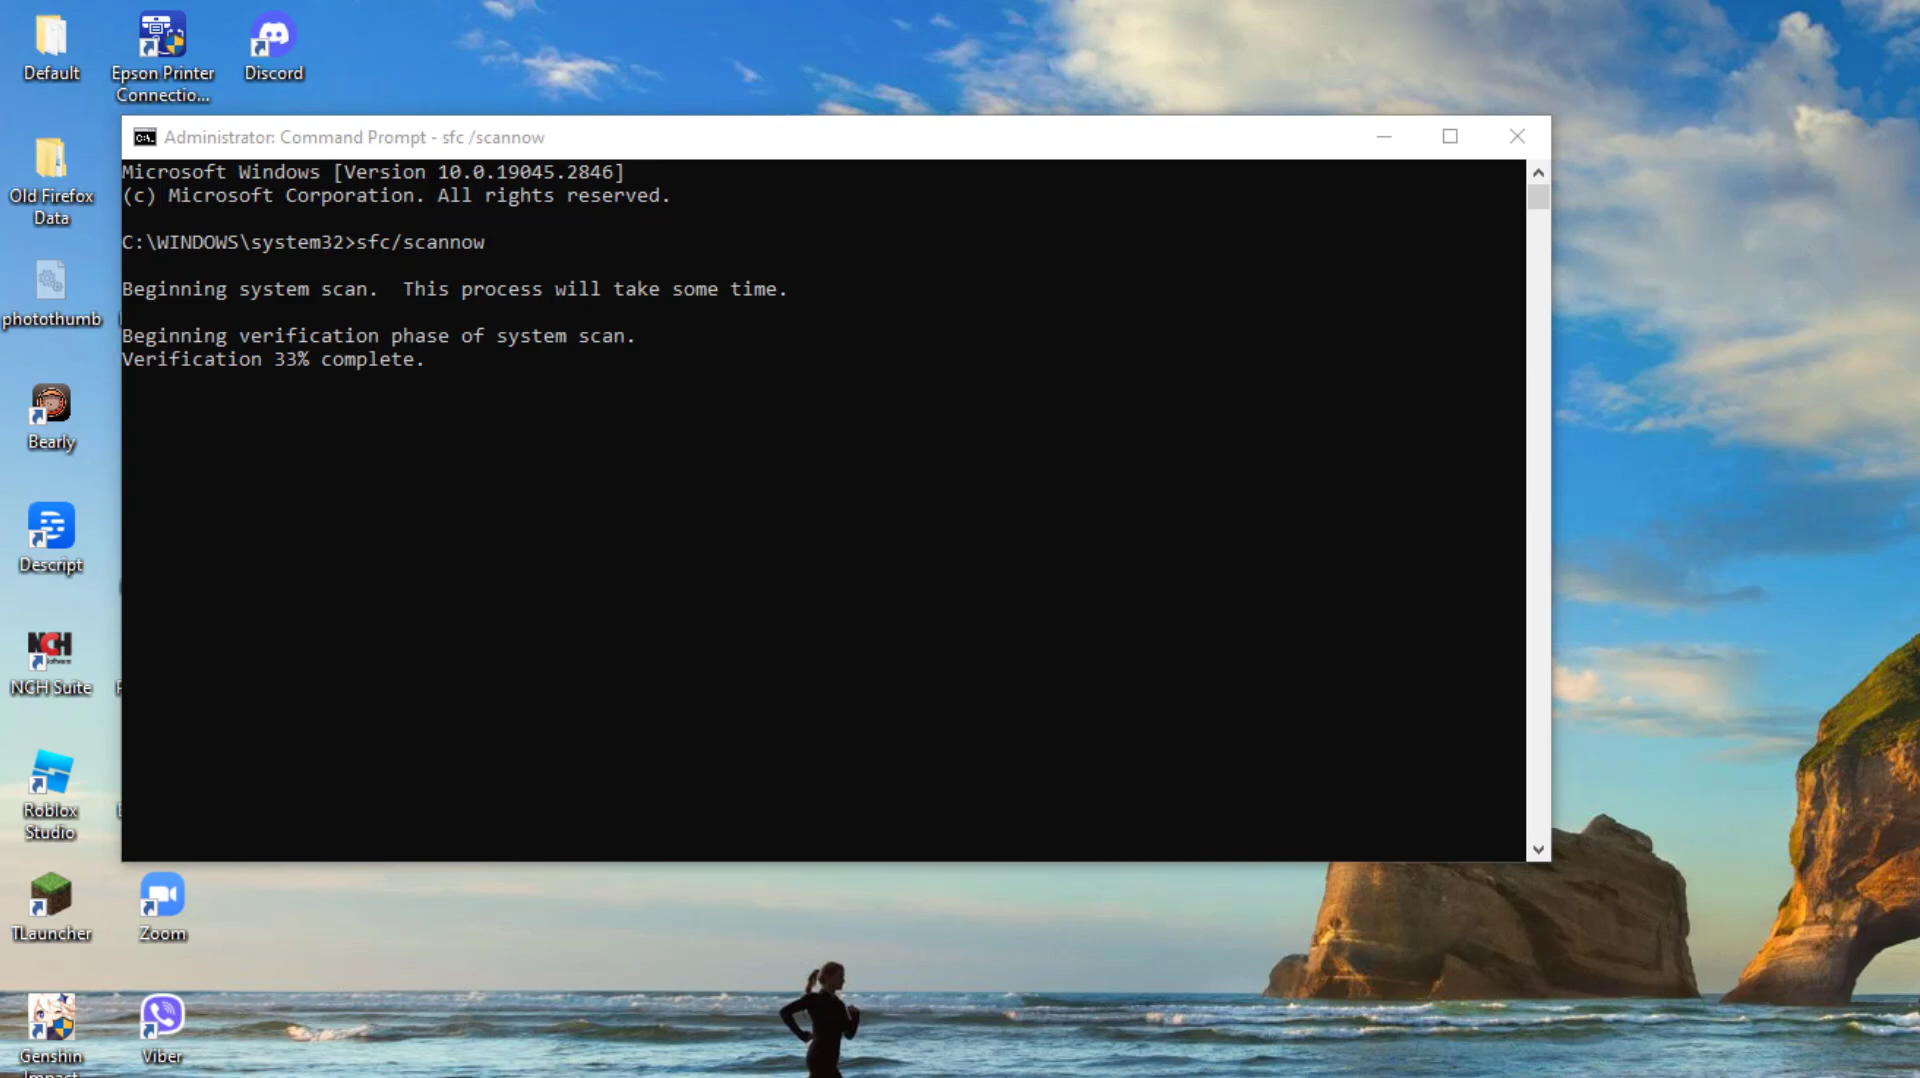 Default
Epson Printer
Connectio...
Discord
Administrator: Command Prompt - sfc /scannow
Microsoft Windows [Version 10.0.19045.2846]
(c) Microsoft Corporation. All rights reserved.
C:\WINDOWS\system32>sfc/scannow
Beginning system scan.  This process will take some time.
Beginning verification phase of system scan.
Verification 33% complete.
Old Firefox
Data
photothumb
Bearly
Descript
NCH
NCH Suite
Roblox
Studio
TLauncher
Zoom
Genshin
Impact
Viber